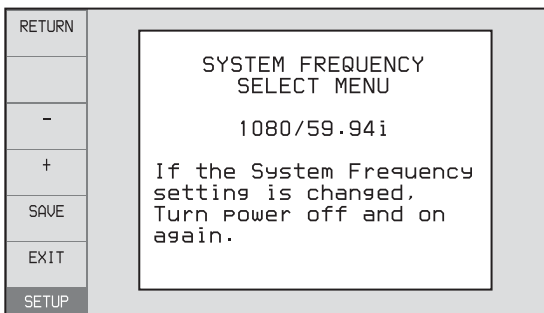 RETURN
-
+
SAVE
EXIT
SETUP
SYSTEM FREQUENCY
SELECT MENU
1080/59.94i
If the System Frequency
setting is changed,
Turn power off and on
again.